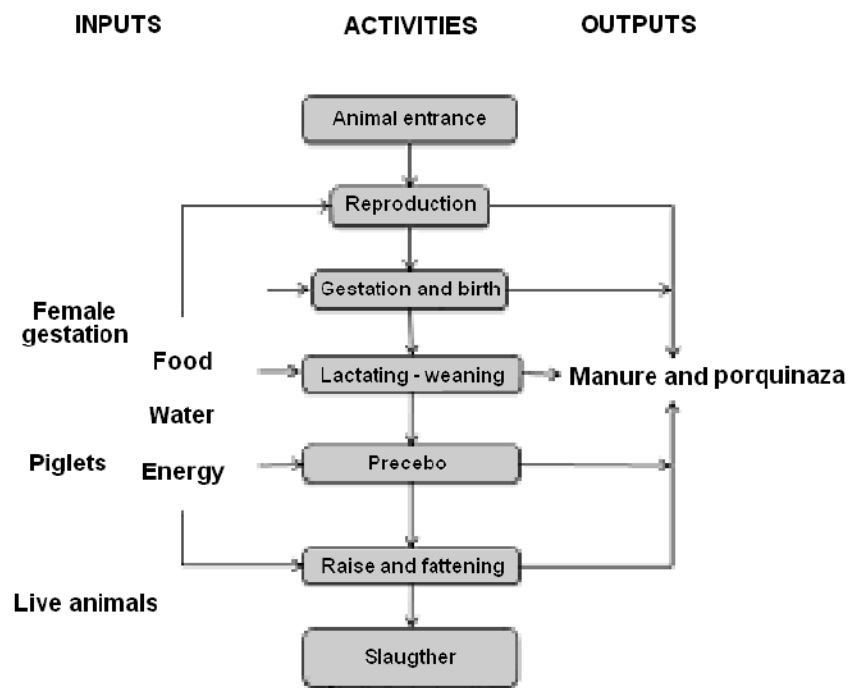 INPUTS
ACTIVITIES
OUTPUTS
Animal entrance
Reproduction
Gestation and birth
Female
gestation
Food
Lactating - weaning
Manure and porquinaza
Water
Piglets
Energy
Precebo
Raise and fattening
Live animals
Slaugther